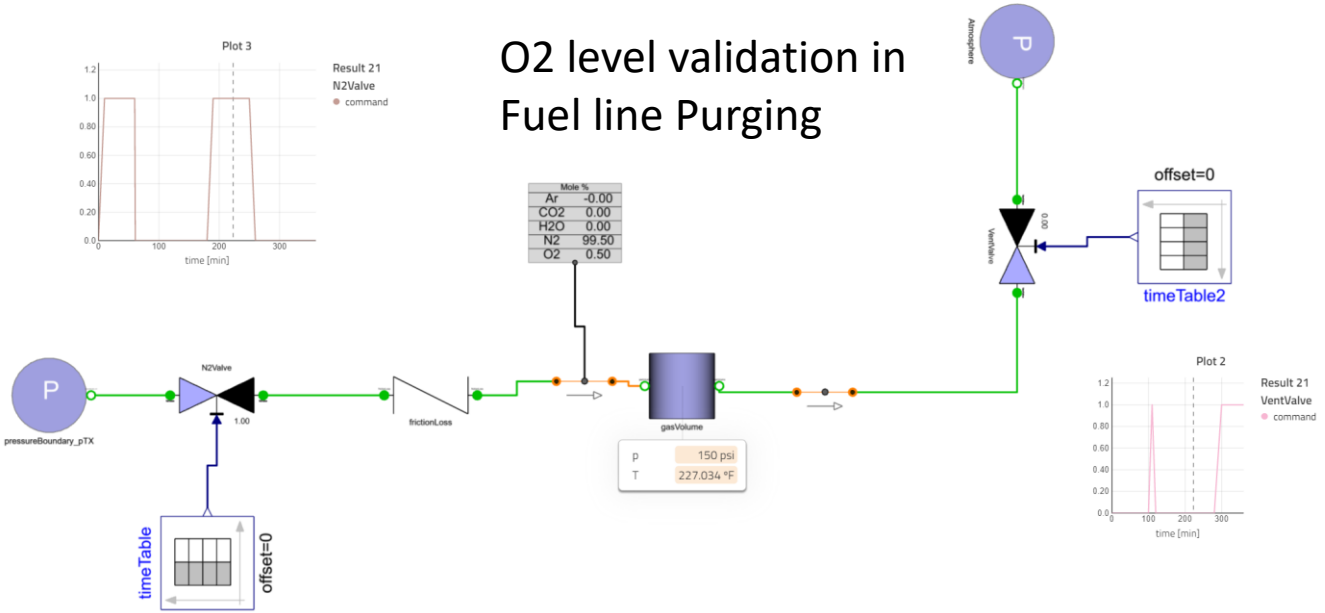 O2 level validation in
Fuel line Purging
Plot 3
1.2
1.0
0.80
0.60
0.40
0.20
0.0
0
100
200
300
time [min]
Result 21
N2Valve
command
Mole %
Ar -0.00
CO2 0.00
H2O 0.00
N2 99.50
O2 0.50
P
Atmosphere
offset=0
0.00
VentValve
timeTable2
P
pressureBoundary_pTX
N2Valve
1.00
frictionLoss
gasVolume
p 150 psi
T 227.034 °F
timeTable
offset=0
Plot 2
1.2
1.0
0.80
0.60
0.40
0.20
0.0
0
100
200
300
time [min]
Result 21
VentValve
command